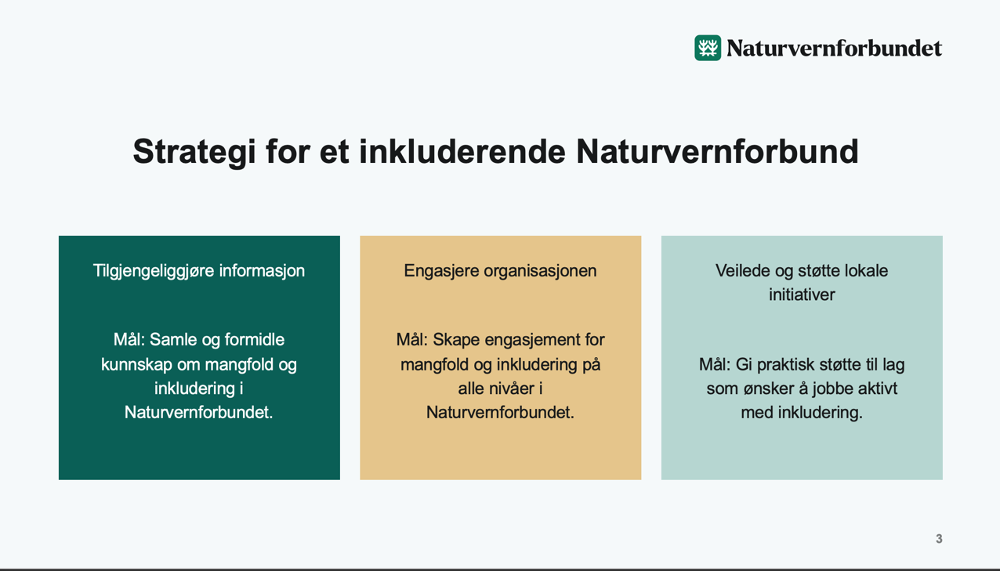 Naturvernforbundet
Strategi for et inkluderende Naturvernforbund
Tilgjengeliggjøre informasjon
Mål: Samle og formidle
kunnskap om mangfold og
inkludering i
Naturvernforbundet.
Engasjere organisasjonen
Mål: Skape engasjement for
mangfold og inkludering på
alle nivåer i
Naturvernforbundet.
Veilede og støtte lokale
initiativer
Mål: Gi praktisk støtte til lag
som ønsker å jobbe aktivt
med inkludering.
3